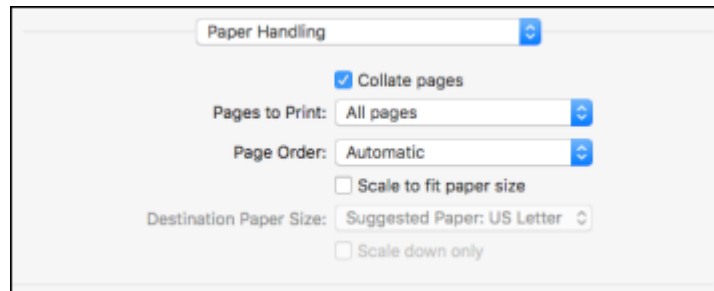 Paper Handling
Collate pages
Pages to Print: All pages
Page Order: Automatic
Scale to fit paper size
Destination Paper Size: Suggested Paper: US Letter
Scale down only